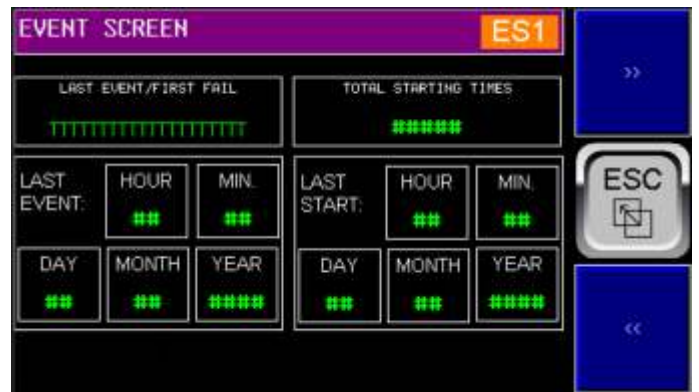 EVENT SCREEN ES1
>>
LAST EVENT/FIRST FAIL
TTTTTTTTTTTTTTTTTTTT
TOTAL STARTING TIMES
#####
LAST EVENT:
HOUR
##
MIN.
##
DAY
##
MONTH
##
YEAR
####
LAST START:
HOUR
##
MIN.
##
DAY
##
MONTH
##
YEAR
####
ESC
<<